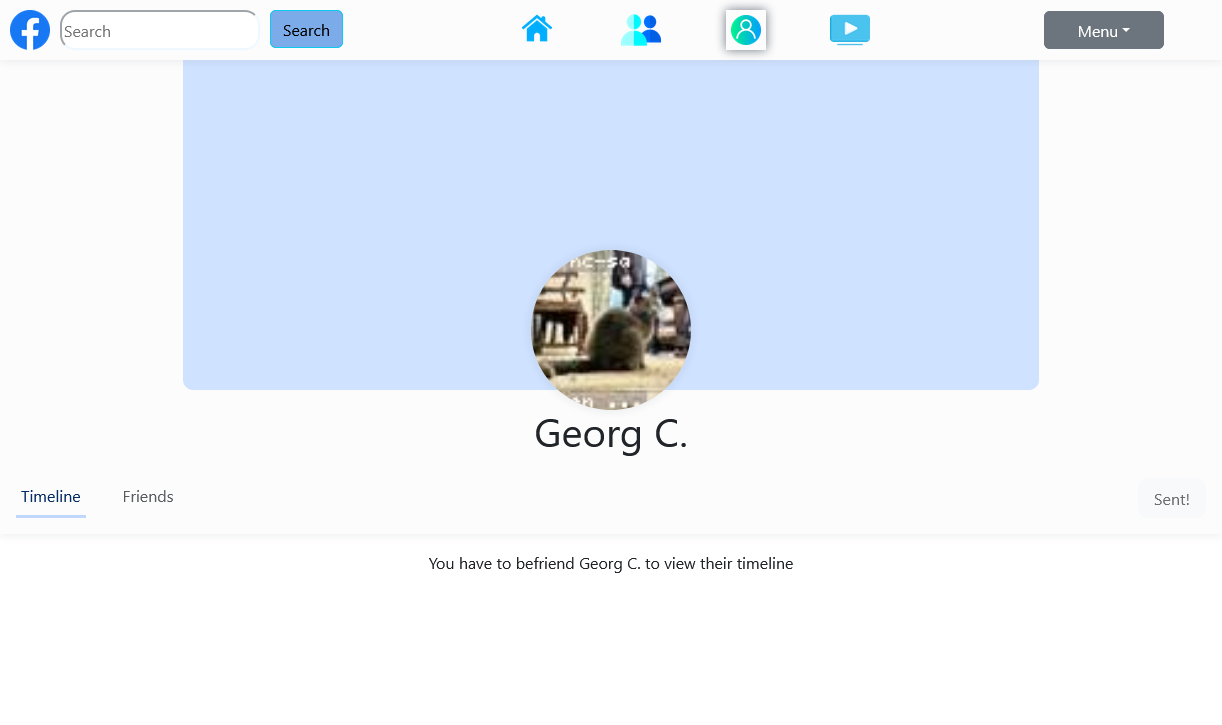 Search
Search
Menu
Georg C.
Timeline
Friends
Sent!
You have to befriend Georg C. to view their timeline